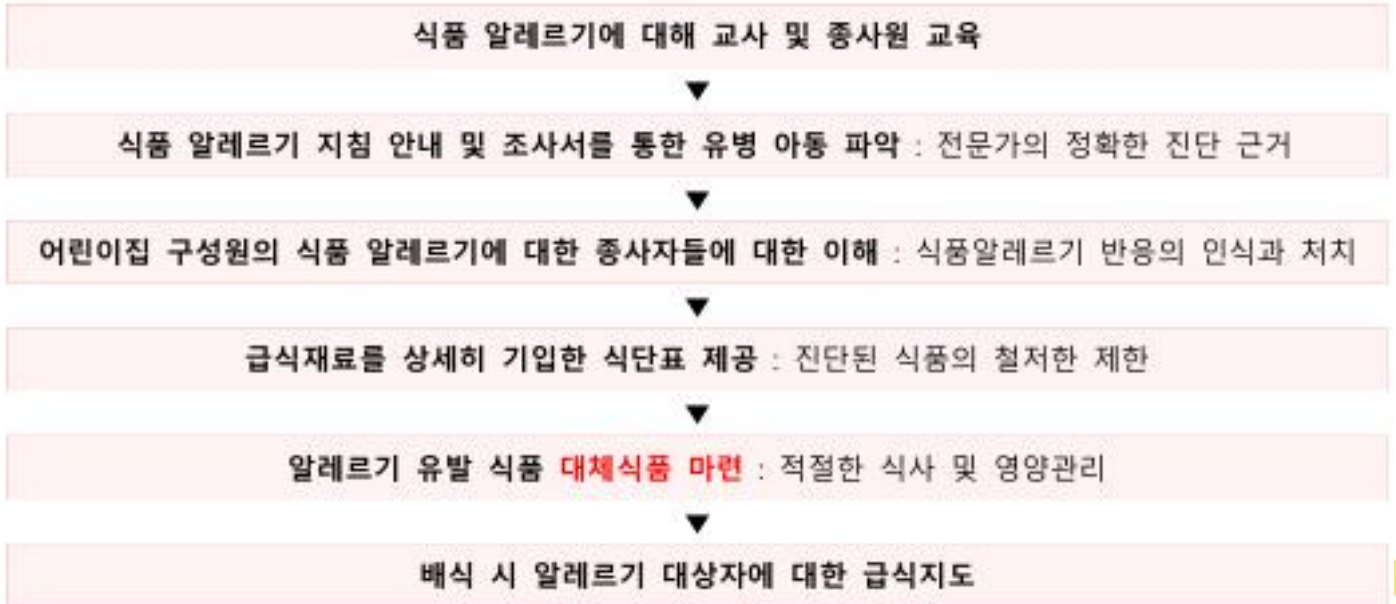 식품 알레르기에 대해 교사 및 종사원 교육
▼
식품 알레르기 지침 안내 및 조사서를 통한 유병 아동 파악 : 전문가의 정확한 진단 근거
▼
어린이집 구성원의 식품 알레르기에 대한 종사자들에 대한 이해 : 식품알레르기 반응의 인식과 처치
▼
급식재료를 상세히 기입한 식단표 제공 : 진단된 식품의 철저한 제한
▼
알레르기 유발 식품 대체식품 마련 : 적절한 식사 및 영양관리
▼
배식 시 알레르기 대상자에 대한 급식지도